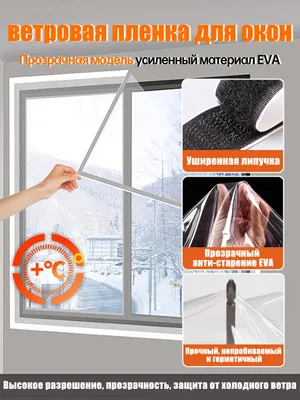 ветровая пленка для окон
Прозрачная модель усиленный материал EVA
Уширенная липучка
Прозрачный
анти-старение EVA
+°C
Прочный, непробиваемый
и герметичный
Высокое разрешение, прозрачность, защита от холодного ветра